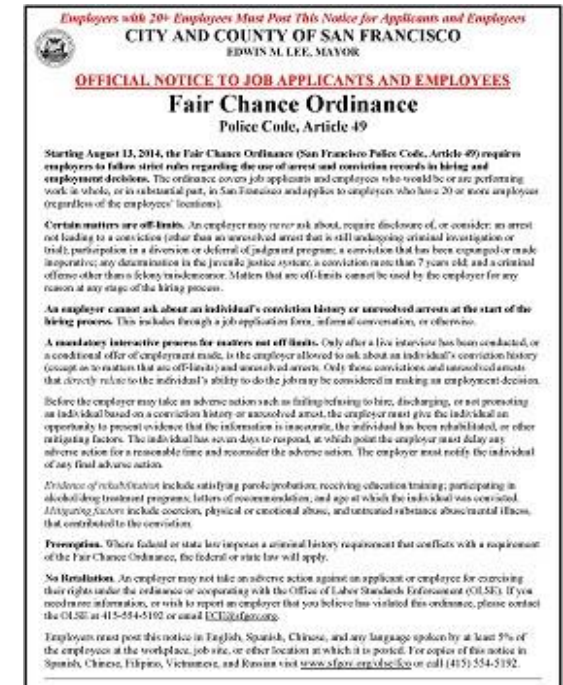 Employers with 20+ Employees Must Post This Notice for Applicants and Employees
CITY AND COUNTY OF SAN FRANCISCO
EDWIN M. LEE, MAYOR
OFFICIAL NOTICE TO JOB APPLICANTS AND EMPLOYEES
Fair Chance Ordinance
Police Code, Article 49
Starting August 13, 2014, the Fair Chance Ordinance (San Francisco Police Code, Article 49) requires
employers to follow strict rules regarding the use of arrest and conviction records in hiring and
employment decisions. The ordinance covers job applicants and employees who would be or are performing
work in whole, or in substantial part, in San Francisco and applies to employers who have 20 or more employees
(regardless of the employees' locations).
Certain matters are off-limits. An employer may never ask about, require disclosure of, or consider: an arrest
not leading to a conviction (other than an unresolved arrest that is still undergoing criminal investigation or
trial); participation in a diversion or deferral of judgment program; a conviction that has been expunged or made
inoperative; any determination in the juvenile justice system; a conviction more than 7 years old; and a criminal
offense other than a felony/misdemeanor. Matters that are off-limits cannot be used by the employer for any
reason at any stage of the hiring process.
An employer cannot ask about an individual's conviction history or unresolved arrests at the start of the
hiring process. This includes through a job application form, informal conversation, or otherwise.
A mandatory interactive process for matters not off limits. Only after a live interview has been conducted, or
a conditional offer of employment made, is the employer allowed to ask about an individual's conviction history
(except as to matters that are off-limits) and unresolved arrests. Only those convictions and unresolved arrests
that directly relate to the individual's ability to do the job may be considered in making an employment decision.
Before the employer may take an adverse action such as failing/refusing to hire, discharging, or not promoting
an individual based on a conviction history or unresolved arrest, the employer must give the individual an
opportunity to present evidence that the information is inaccurate, the individual has been rehabilitated, or other
mitigating factors. The individual has seven days to respond, at which point the employer must delay any
adverse action for a reasonable time and reconsider the adverse action. The employer must notify the individual
of any final adverse action.
Evidence of rehabilitation include satisfying parole/probation; receiving education/training; participating in
alcohol/drug treatment programs; letters of recommendation; and age at which the individual was convicted.
Mitigating factors include coercion, physical or emotional abuse, and untreated substance abuse/mental illness,
that contributed to the conviction.
Preemption. Where federal or state law imposes a criminal history requirement that conflicts with a requirement
of the Fair Chance Ordinance, the federal or state law will apply.
No Retaliation. An employer may not take an adverse action against an applicant or employee for exercising
their rights under the ordinance or cooperating with the Office of Labor Standards Enforcement (OLSE). If you
need more information, or wish to report an employer that you believe has violated this ordinance, please contact
the OLSE at 415-554-5192 or email FCE@sfgov.org.
Employers must post this notice in English, Spanish, Chinese, and any language spoken by at least 5% of
the employees at the workplace, job site, or other location at which it is posted. For copies of this notice in
Spanish, Chinese, Filipino, Vietnamese, and Russian visit www.sfgov.org/olse/fco or call (415) 554-5192.